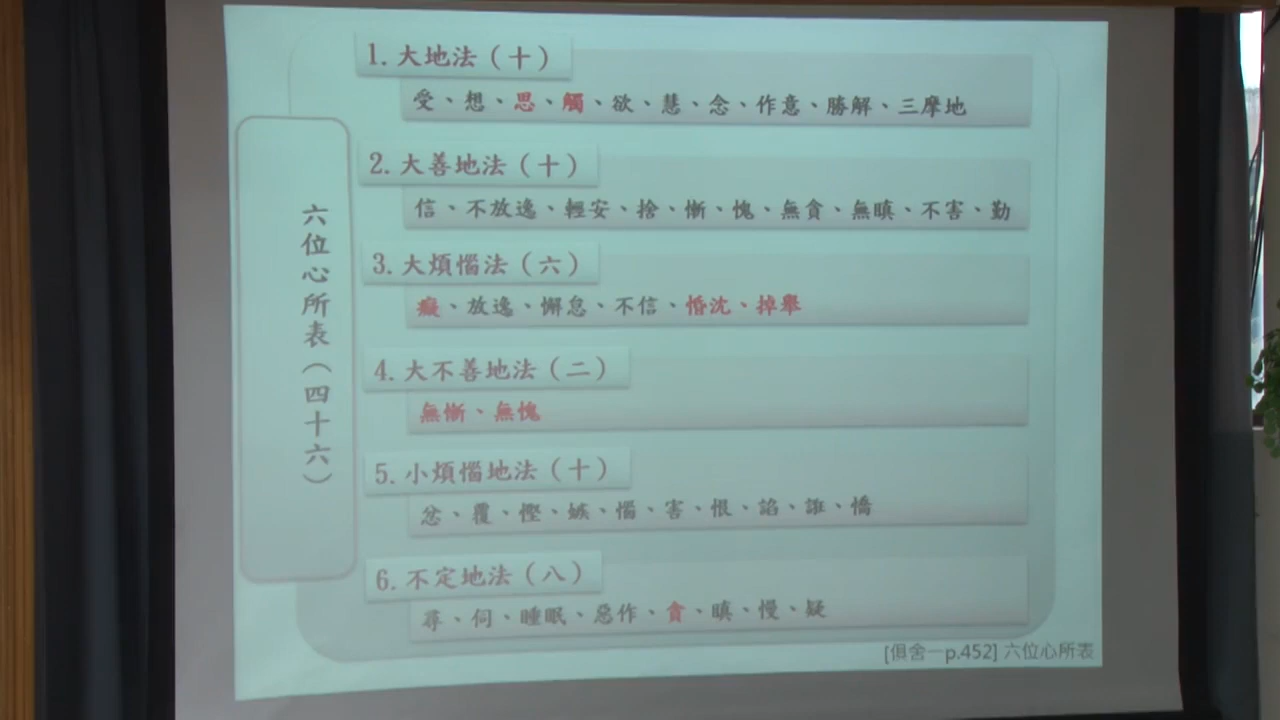 六位心所表(四十六)
1. 大地法(十)
受、想、思、觸、欲、慧、念、作意、勝解、三摩地
2. 大善地法(十)
信、不放逸、輕安、捨、慚、愧、無貪、無瞋、不害、勤
3. 大煩惱法(六)
癡、放逸、懈怠、不信、惛沈、掉舉
4. 大不善地法(二)
無慚、無愧
5. 小煩惱地法(十)
忿、覆、慳、嫉、惱、害、恨、諂、誑、憍
6. 不定地法(八)
尋、伺、睡眠、惡作、貪、瞋、慢、疑
[俱舍一p.452] 六位心所表